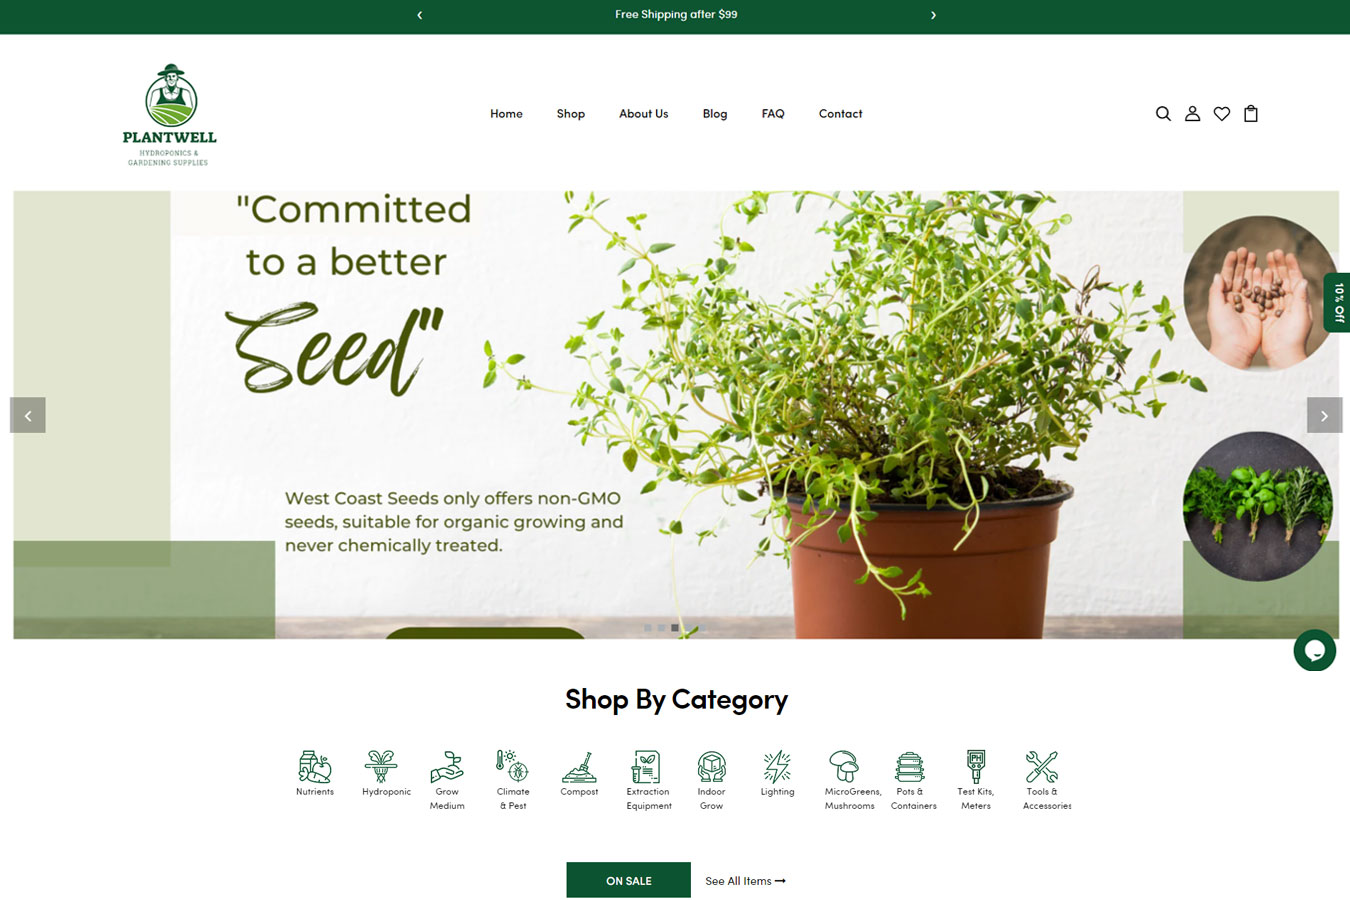 Free Shipping after $99
PLANTWELL
HYDROPONICS &
GARDENING SUPPLIES
Home Shop About Us Blog FAQ Contact
"Committed
to a better
Seed"
10% Off
West Coast Seeds only offers non-GMO
seeds, suitable for organic growing and
never chemically treated.
Shop By Category
Nutrients
Hydroponic
Grow
Medium
Climate
& Pest
Compost
Extraction
Equipment
Indoor
Grow
Lighting
MicroGreens,
Mushrooms
Pots &
Containers
PH
Test Kits,
Meters
Tools &
Accessories
ON SALE
See All Items